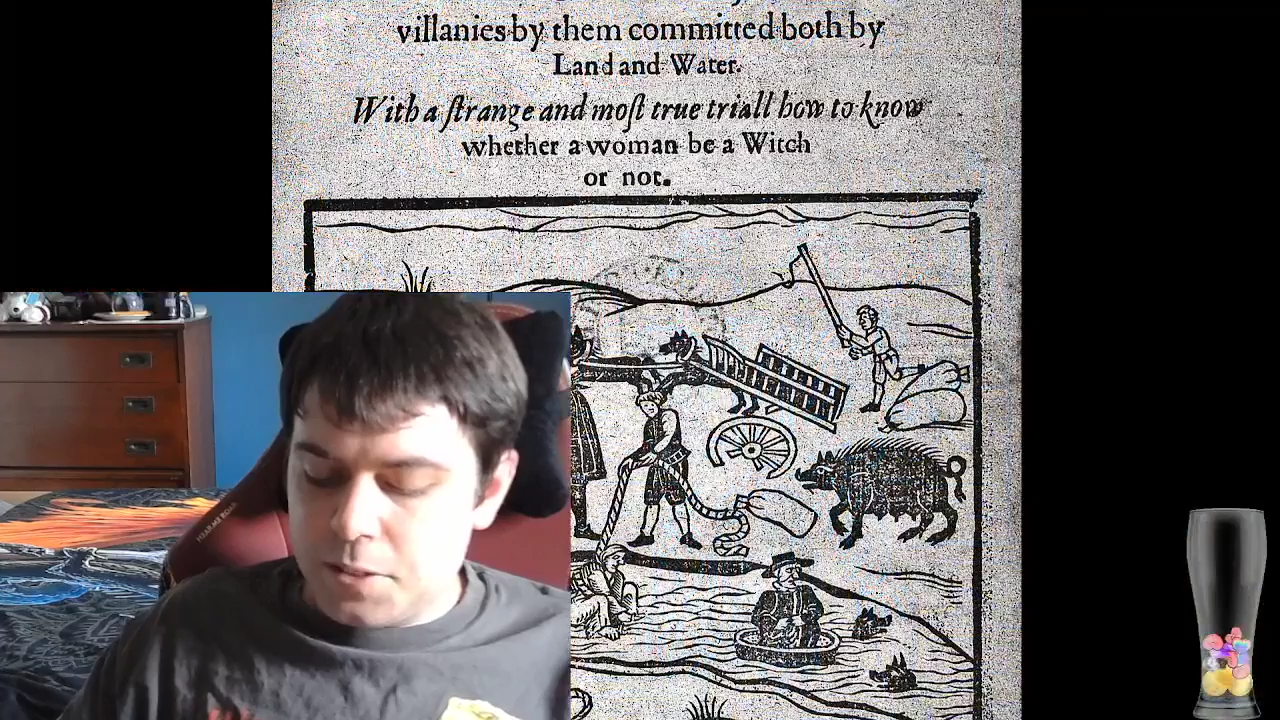 villanies by them committed both by
Land and Water.
With a ſtrange and moſt true triall how to know
whether a woman be a Witch
or not.